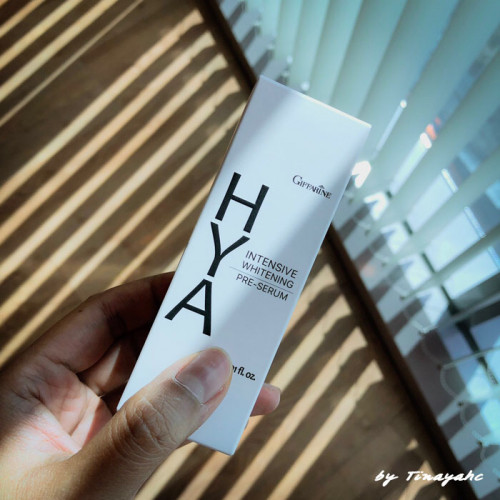 GIFFARINE
HYA
INTENSIVE
WHITENING
PRE-SERUM
fl.oz.
by Tinayahc